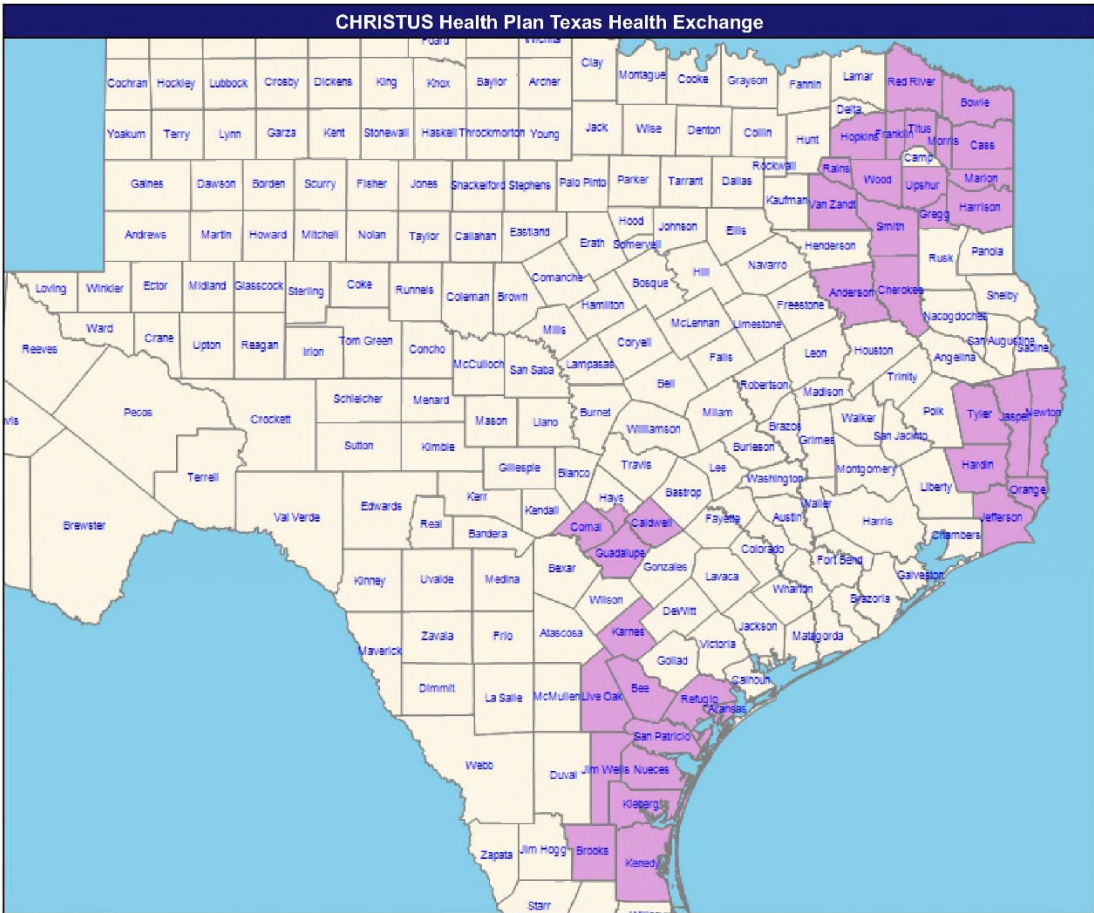 CHRISTUS Health Plan Texas Health Exchange
Foard
Wichita
Cochran Hockley Lubbock Crosby Dickens King Knox Baylor Archer Clay Montague Cooke Grayson Fannin Lamar Red River Bowie
Delta
Yoakum Terry Lynn Garza Kent Stonewall Haskell Throckmorton Young Jack Wise Denton Collin Hunt Hopkins Franklin Titus Morris Cass
Camp
Rockwall Rains
Gaines Dawson Borden Scurry Fisher Jones Shackelford Stephens Palo Pinto Parker Tarrant Dallas Wood Upshur Marion
Kaufman Van Zandt Gregg Harrison
Andrews Martin Howard Mitchell Nolan Taylor Callahan Eastland Erath Hood Johnson Ellis Smith
Somervell Henderson Rusk Panola
Comanche Hill Navarro
Loving Winkler Ector Midland Glasscock Sterling Coke Runnels Coleman Brown Bosque Anderson Cherokee Shelby
Hamilton Freestone
Ward Crane Mills McLennan Limestone Nacogdoches
Reeves Upton Reagan Irion Tom Green Concho Coryell San Augustine Sabine
McCulloch San Saba Lampasas Falls Leon Houston Angelina
Trinity
Bell Robertson Madison
Schleicher Menard
Pecos Crockett Mason Llano Burnet Milam Walker Polk Tyler Jasper Newton
vis
Williamson Brazos Grimes San Jacinto
Sutton Kimble Burleson
Gillespie Blanco Travis Lee Montgomery Hardin
Terrell Washington Liberty
Kerr Hays Bastrop Orange
Edwards Kendall Waller
Brewster Val Verde Real Bandera Comal Caldwell Fayette Austin Harris Jefferson
Chambers
Guadalupe Colorado
Bexar Gonzales Fort Bend
Kinney Uvalde Medina Lavaca Galveston
Wilson Wharton Brazoria
DeWitt
Zavala Frio Atascosa Karnes Jackson Matagorda
Maverick Victoria
Goliad
Dimmit La Salle McMullen Live Oak Bee Calhoun
Refugio
Aransas
San Patricio
Webb Duval Jim Wells Nueces
Kleberg
Zapata Jim Hogg Brooks Kenedy
Starr